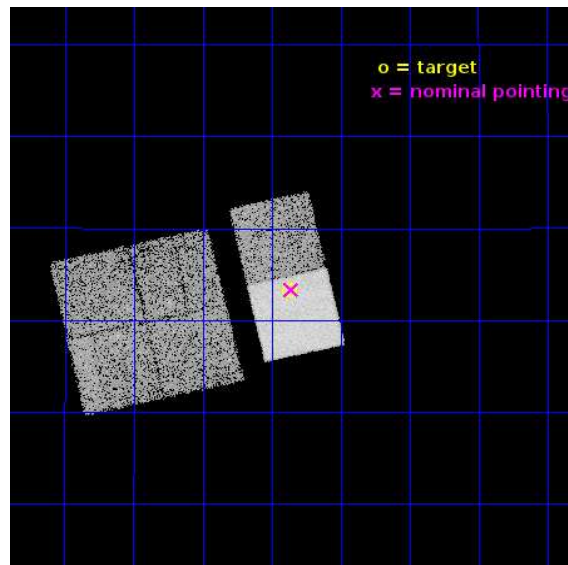 o = target
x = nominal pointing